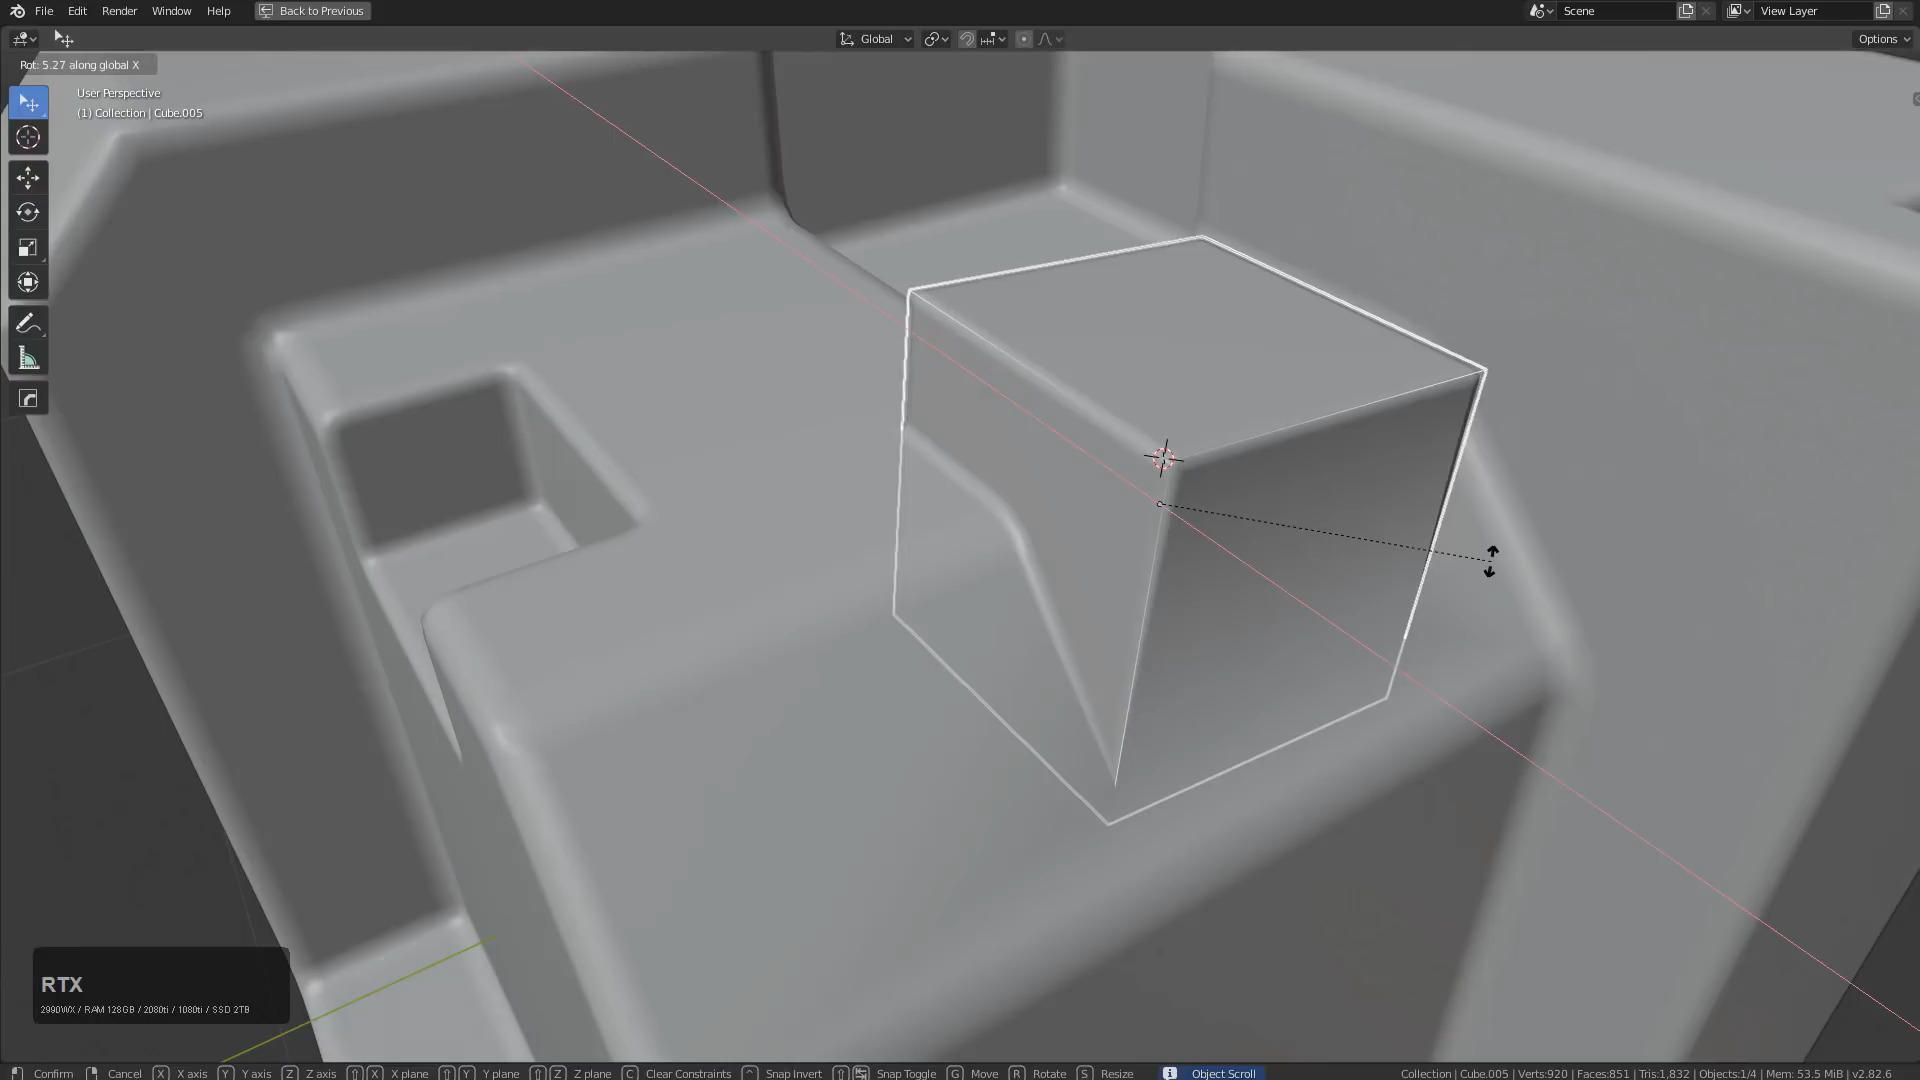 File Edit Render Window Help Back to Previous Scene View Layer
Global Options
Rot: 5.27 along global X
User Perspective
(1) Collection | Cube.005
RTX
2990WX / RAM 128GB / 2080ti / 1080ti / SSD 2TB
Confirm Cancel X X axis Y Y axis Z Z axis X X plane Y Y plane Z Z plane C Clear Constraints Snap Invert Snap Toggle G Move R Rotate S Resize Object Scroll Collection | Cube.005 | Verts:920 | Faces:851 | Tris:1,832 | Objects:1/4 | Mem: 53.5 MiB | v2.82.6